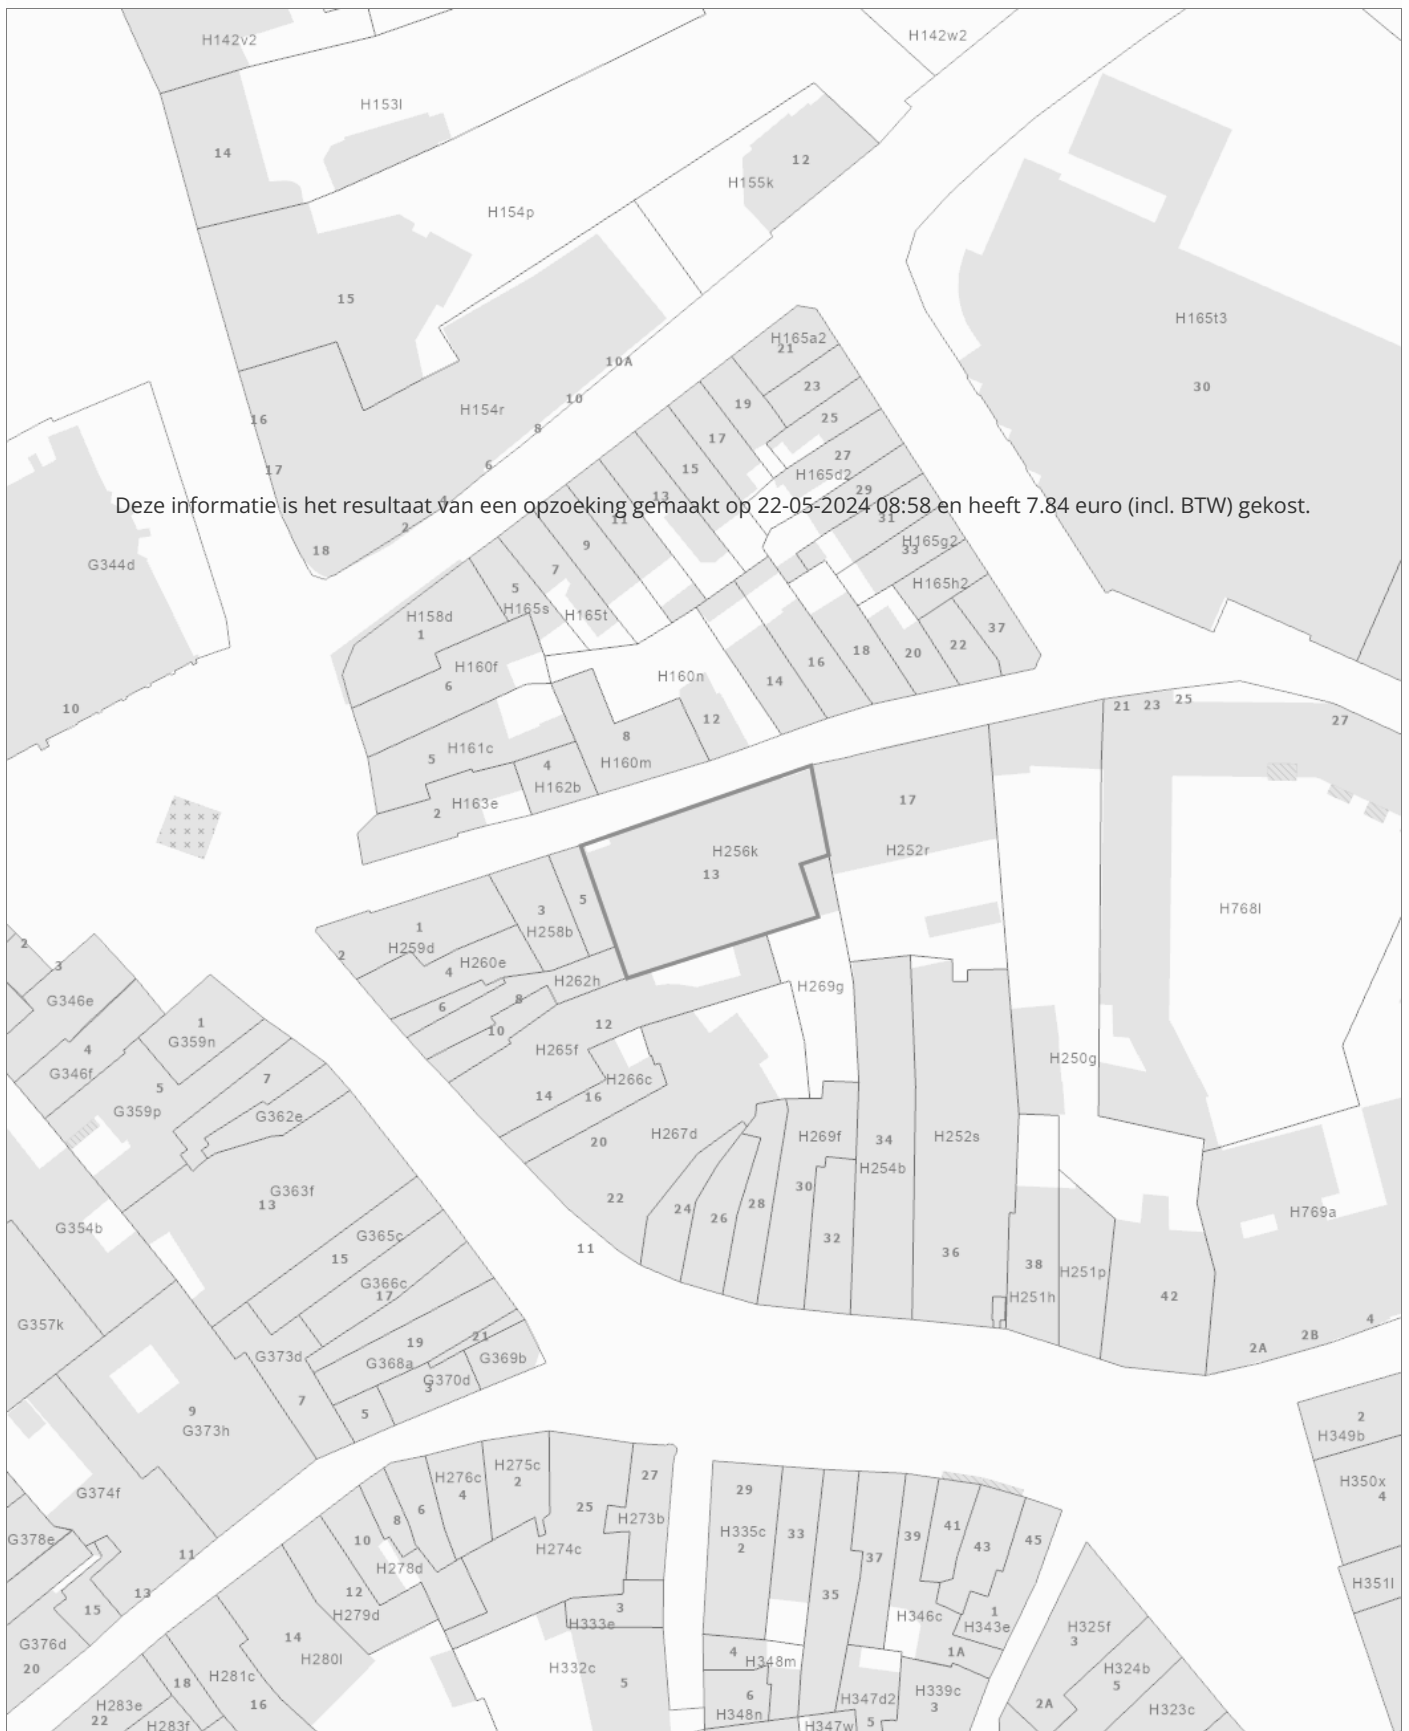 H142v2
H142w2
H153l
14
12
H155k
H154p
15
H165t3
H165a2
21
10A
30
23
10
19
H154r
25
16
8
17
27
6
15
H165d2
17
29
13
4
Deze informatie is het resultaat van een opzoeking gemaakt op 22-05-2024 08:58 en heeft 7.84 euro (incl. BTW) gekost.
2
11
31
H165g2
33
18
9
G344d
7
H165h2
5
H165s
H165t
H158d
1
37
22
18
20
16
H160f
6
H160n
14
10
21
23
25
12
27
8
H161c
5
H160m
4
H162b
H163e
2
17
H256k
H252r
13
5
3
H258b
H768l
1
H259d
2
2
3
4
H260e
H262h
H269g
G346e
8
6
1
G359n
10
12
H265f
4
G346f
H250g
7
H266c
5
G359p
14
16
G362e
H267d
H269f
34
H252s
20
H254b
G363f
13
22
30
28
24
26
H769a
G354b
32
G365c
11
36
15
38
H251p
G366c
17
H251h
42
G357k
4
19
21
2B
2A
G373d
G368a
G369b
G370d
3
7
5
9
G373h
2
H349b
H275c
2
27
H276c
4
29
H350x
4
G374f
25
6
8
H273b
41
33
H335c
2
39
45
G378e
10
43
H274c
11
37
H278d
H351l
13
12
35
15
H279d
3
H333e
1
H346c
H343e
H325f
3
14
G376d
20
H280l
4
H348m
1A
H332c
H324b
5
H281c
18
5
H339c
3
6
H347d2
H283e
22
16
2A
H323c
H348n
5
H283f
H347w